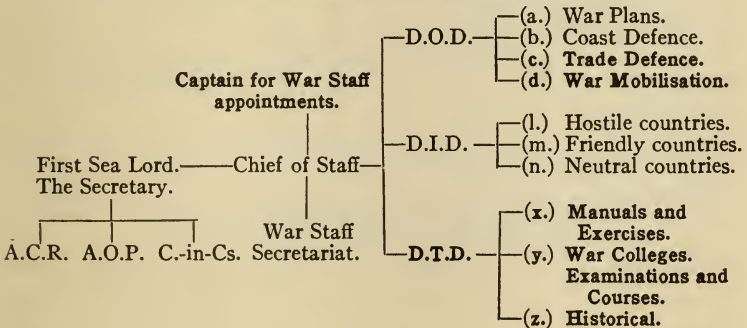 (a.) War Plans.
D.O.D. (b.) Coast Defence.
(c.) Trade Defence.
(d.) War Mobilisation.
Captain for War Staff
appointments.
(l.) Hostile countries.
First Sea Lord. Chief of Staff D.I.D. (m.) Friendly countries.
The Secretary. (n.) Neutral countries.
War Staff
A.C.R. A.O.P. C.-in-Cs. Secretariat.
(x.) Manuals and
Exercises.
D.T.D. (y.) War Colleges.
Examinations and
Courses.
(z.) Historical.